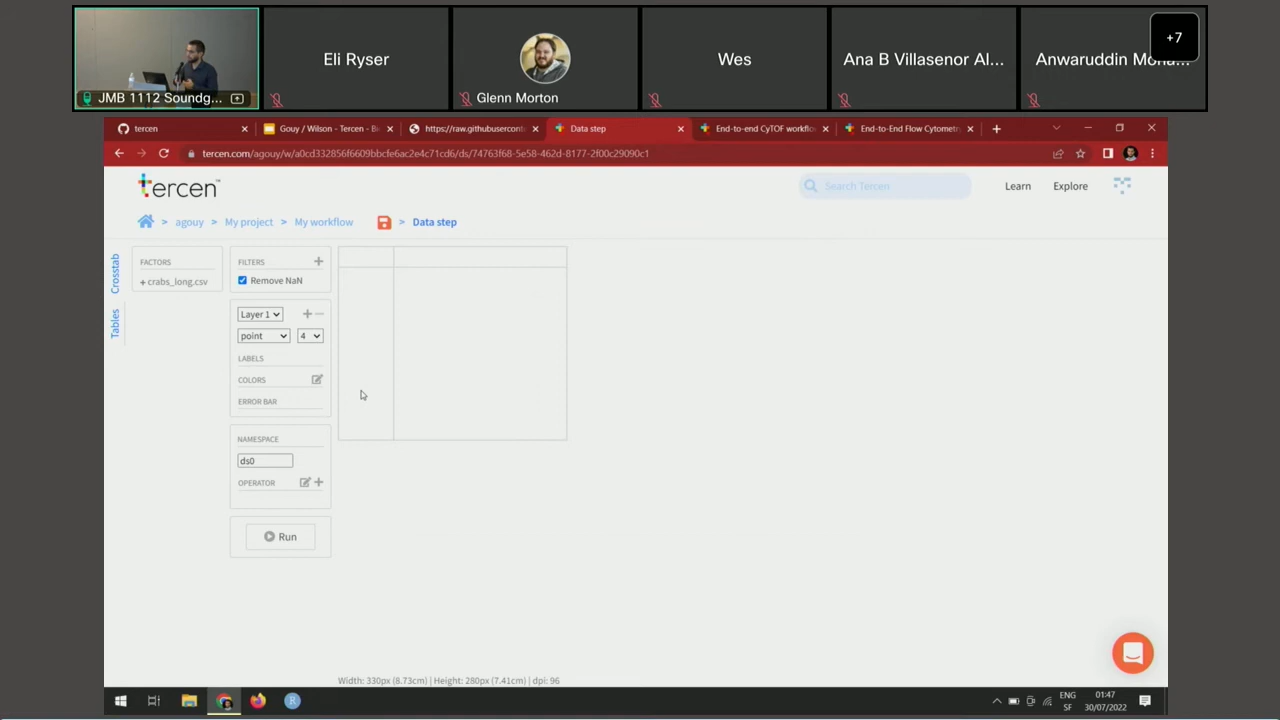 +7
Eli Ryser
Wes
Ana B Villasenor Al...
Anwaruddin Moha...
JMB 1112 Soundg...
Glenn Morton
tercen
Gouy / Wilson - Tercen - Bi
https://raw.githubusercont
Data step
End-to-end CyTOF workflo
End-to-End Flow Cytometr
tercen.com/agouy/w/a0cd332856f6609bbcfe6ac2e4c71cd6/ds/74763f68-5e58-462d-8177-2f00c29090c1
tercen™
Search Tercen
Learn
Explore
> agouy > My project > My workflow > Data step
Crosstab
Tables
FACTORS
+ crabs_long.csv
FILTERS +
Remove NaN
Layer 1 + −
point 4
LABELS
COLORS
ERROR BAR
NAMESPACE
ds0
OPERATOR +
Run
Width: 330px (8.73cm) | Height: 280px (7.41cm) | dpi: 96
ENG
SF
01:47
30/07/2022